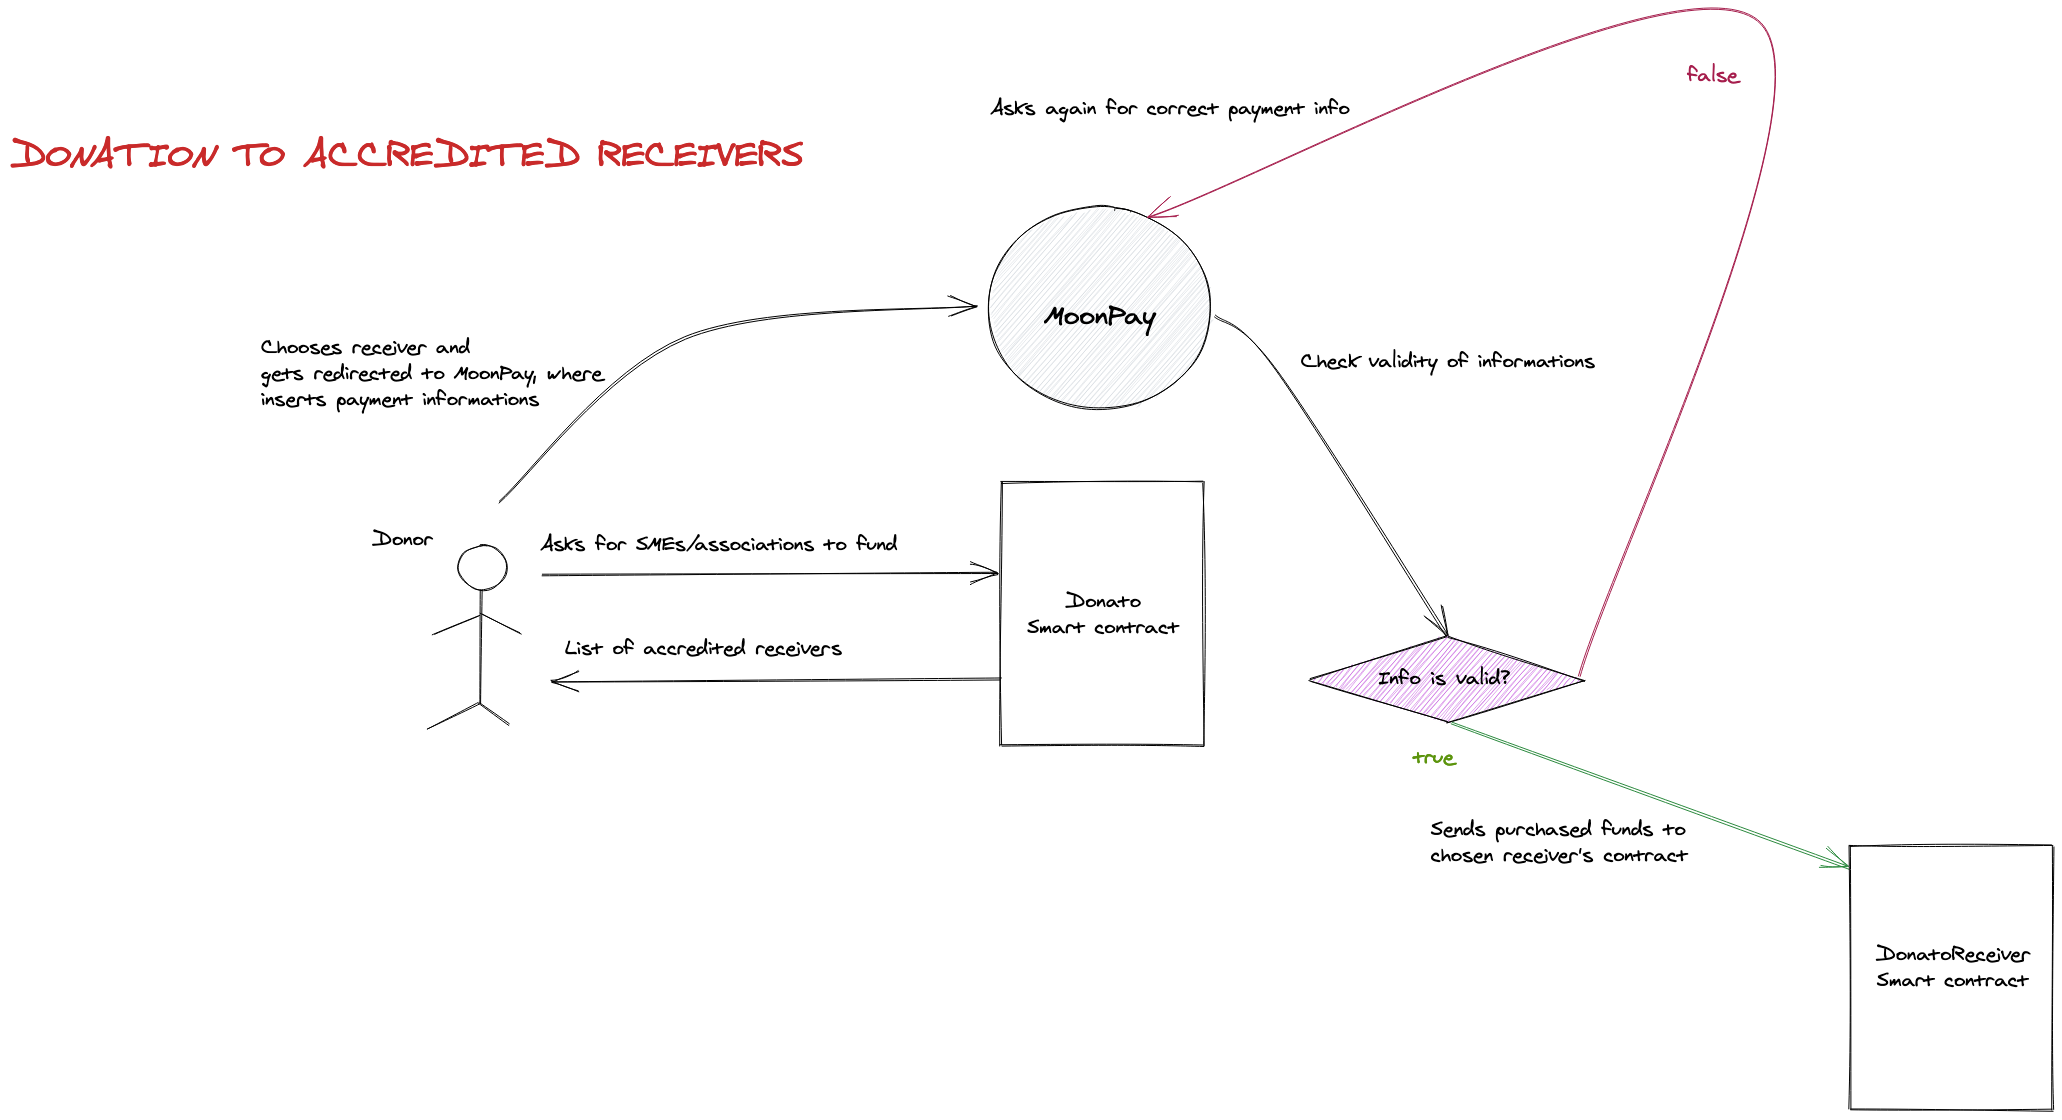 DONATION TO ACCREDITED RECEIVERS
false
Asks again for correct payment info
MoonPay
Chooses receiver and
gets redirected to MoonPay, where
inserts payment informations
Check validity of informations
Donor
Asks for SMEs/associations to fund
Donato
Smart contract
List of accredited receivers
Info is valid?
true
Sends purchased funds to
chosen receiver's contract
DonatoReceiver
Smart contract